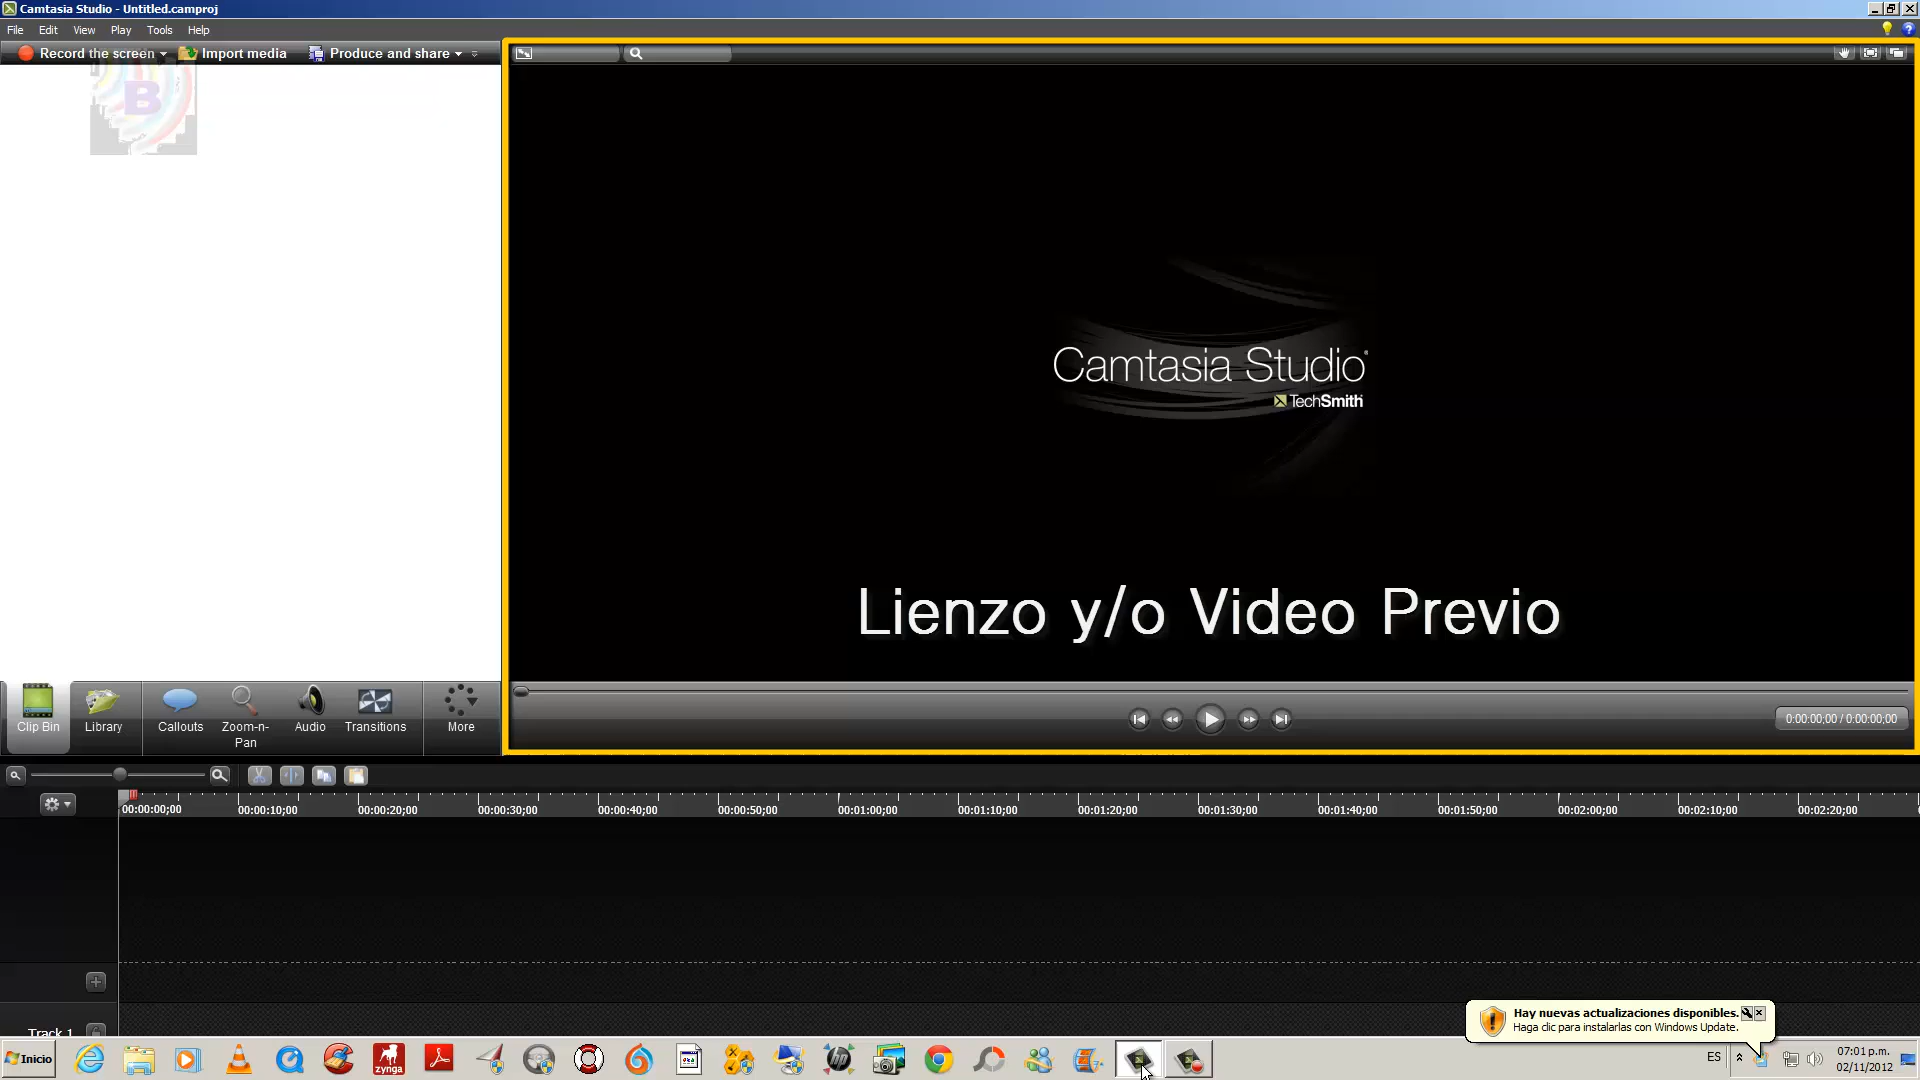 Camtasia Studio - Untitled.camproj
File Edit View Play Tools Help
Record the screen Import media Produce and share
B
Camtasia Studio
TechSmith
Lienzo y/o Video Previo
Clip Bin Library Callouts Zoom-n-Pan Audio Transitions More
0:00:00;00 / 0:00:00;00
00:00:00;00 00:00:10;00 00:00:20;00 00:00:30;00 00:00:40;00 00:00:50;00 00:01:00;00 00:01:10;00 00:01:20;00 00:01:30;00 00:01:40;00 00:01:50;00 00:02:00;00 00:02:10;00 00:02:20;00
Track 1
Hay nuevas actualizaciones disponibles.
Haga clic para instalarlas con Windows Update.
Inicio
zynga
hp
ES
07:01 p.m.
02/11/2012